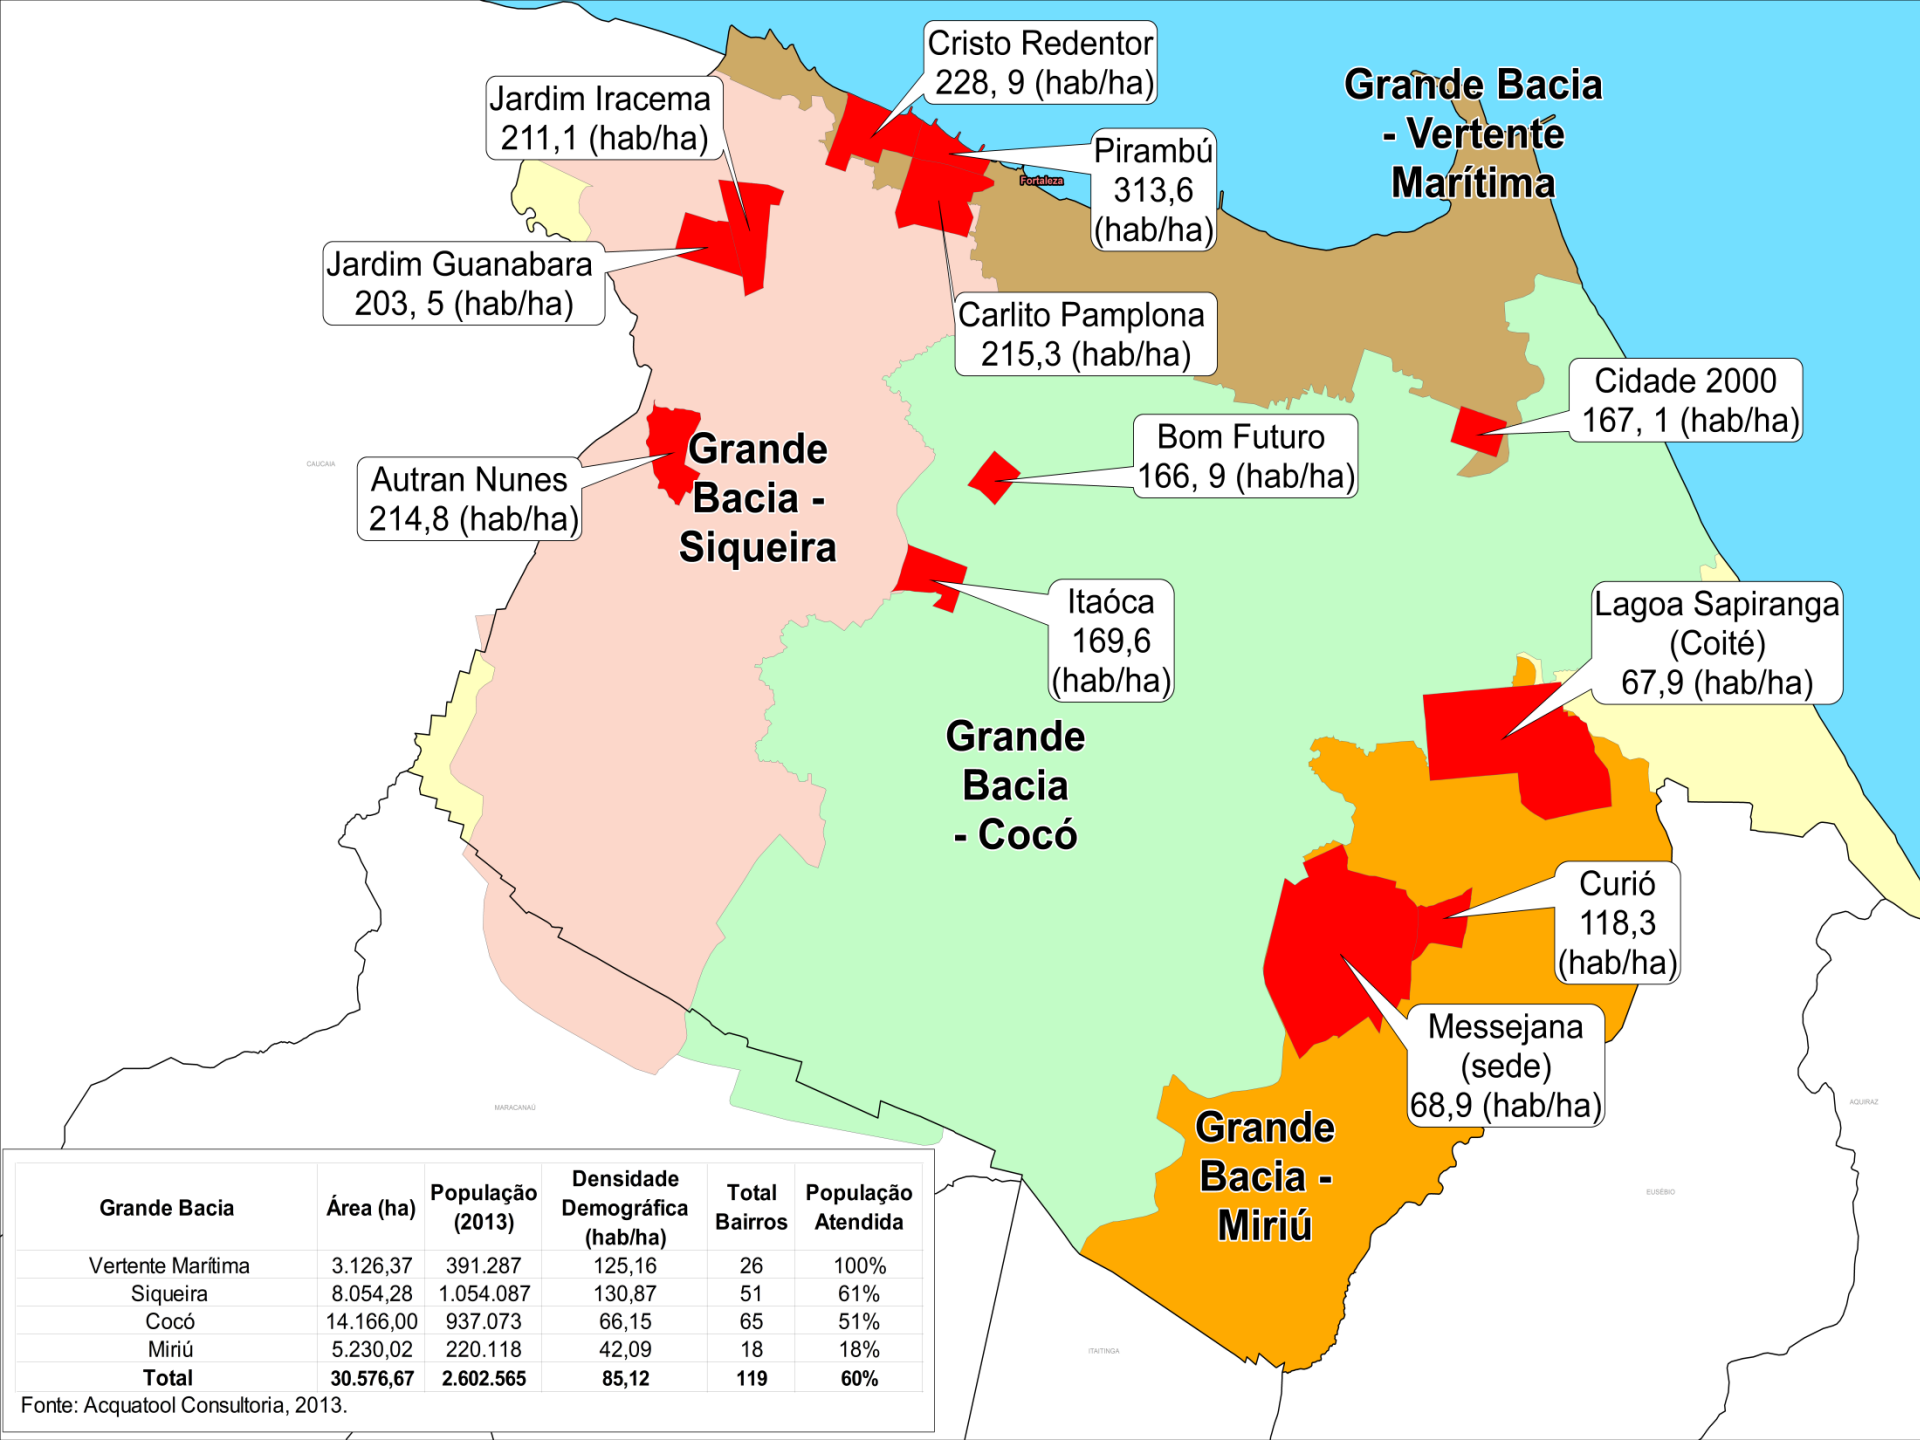 Cristo Redentor
228, 9 (hab/ha)
Grande Bacia
- Vertente
Marítima
Jardim Iracema
211,1 (hab/ha)
Pirambú
313,6
(hab/ha)
Fortaleza
Jardim Guanabara
203, 5 (hab/ha)
Carlito Pamplona
215,3 (hab/ha)
Cidade 2000
167, 1 (hab/ha)
Bom Futuro
166, 9 (hab/ha)
CAUCAIA
Autran Nunes
214,8 (hab/ha)
Grande
Bacia -
Siqueira
Itaóca
169,6
(hab/ha)
Lagoa Sapiranga
(Coité)
67,9 (hab/ha)
Grande
Bacia
- Cocó
Curió
118,3
(hab/ha)
Messejana
(sede)
68,9 (hab/ha)
MARACANAÚ
AQUIRAZ
Grande
Bacia -
Miriú
EUSÉBIO
ITAITINGA
Grande Bacia Área (ha) População (2013) Densidade Demográfica (hab/ha) Total Bairros População Atendida
Vertente Marítima 3.126,37 391.287 125,16 26 100%
Siqueira 8.054,28 1.054.087 130,87 51 61%
Cocó 14.166,00 937.073 66,15 65 51%
Miriú 5.230,02 220.118 42,09 18 18%
Total 30.576,67 2.602.565 85,12 119 60%
Fonte: Acquatool Consultoria, 2013.